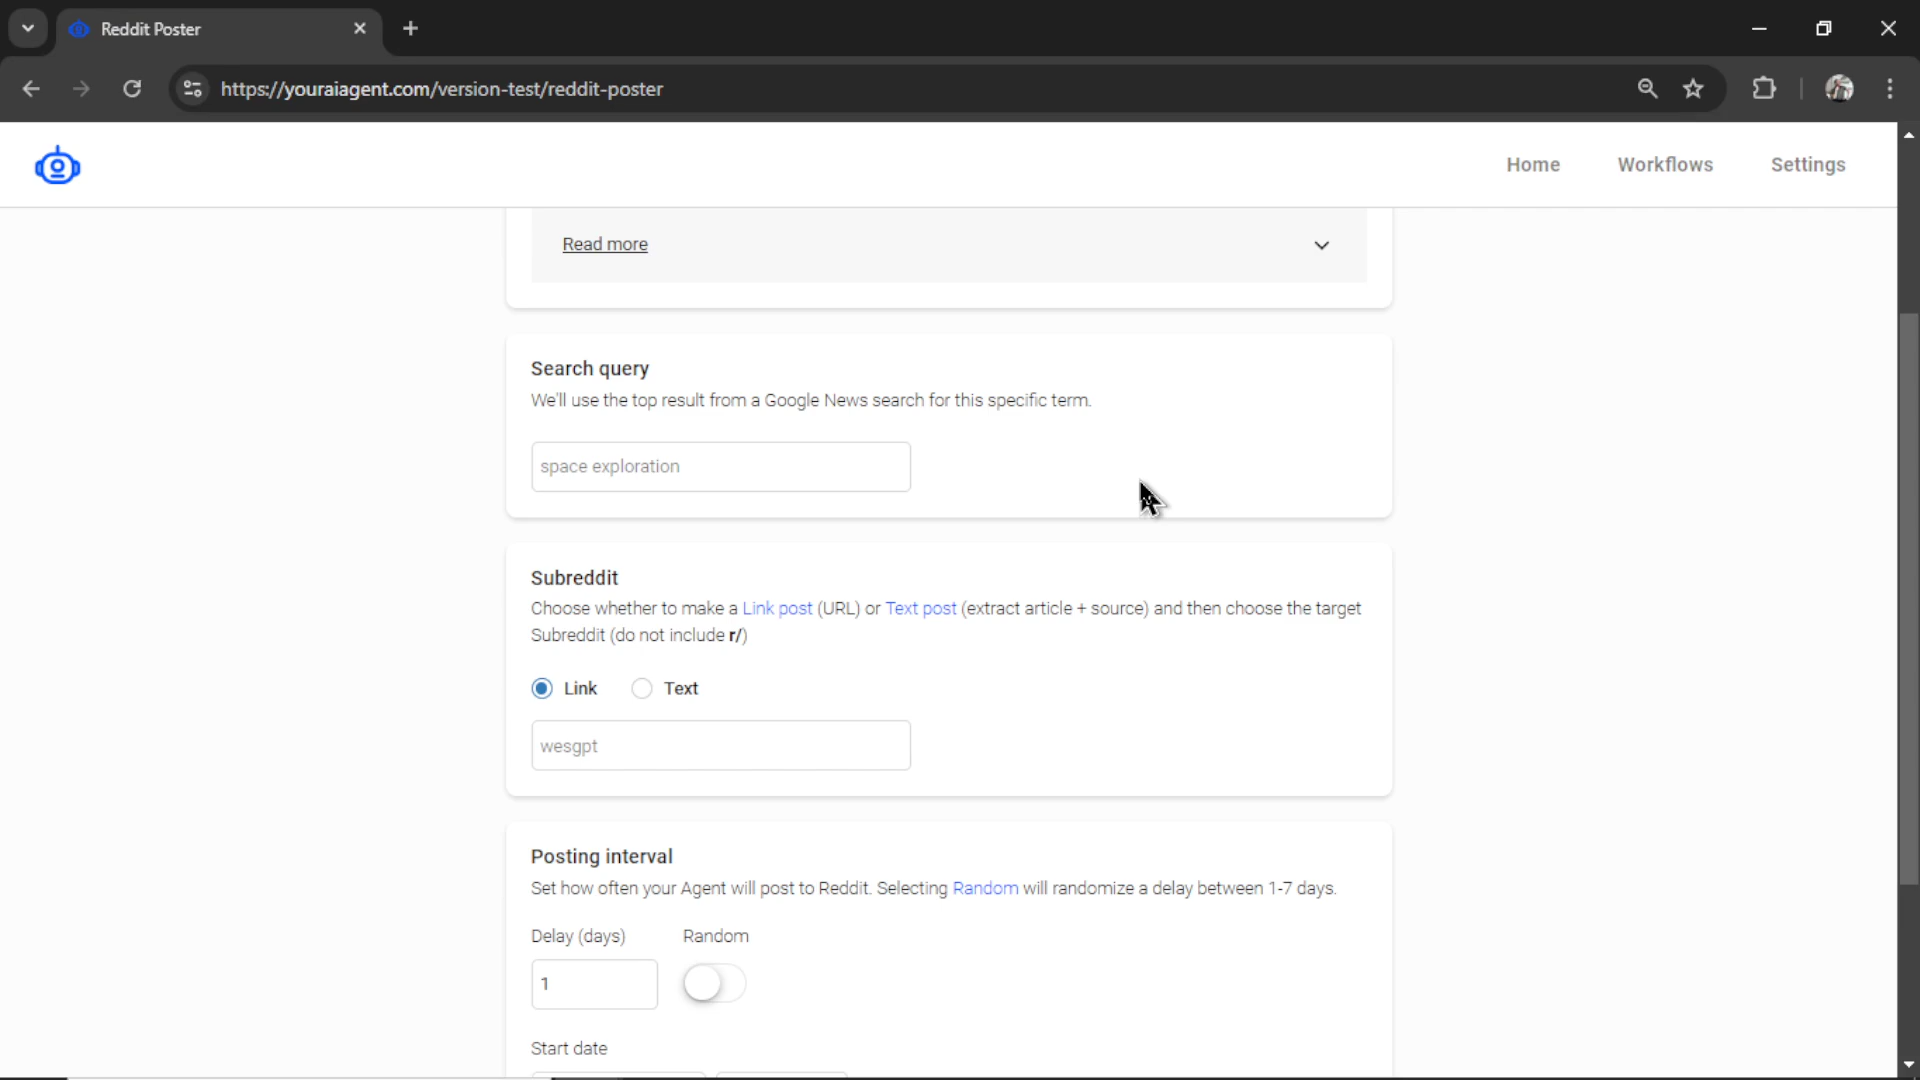 Reddit Poster
https://youraiagent.com/version-test/reddit-poster
Home Workflows Settings
Read more
Search query
We'll use the top result from a Google News search for this specific term.
space exploration
Subreddit
Choose whether to make a Link post (URL) or Text post (extract article + source) and then choose the target
Subreddit (do not include r/)
Link Text
wesgpt
Posting interval
Set how often your Agent will post to Reddit. Selecting Random will randomize a delay between 1-7 days.
Delay (days) Random
1
Start date